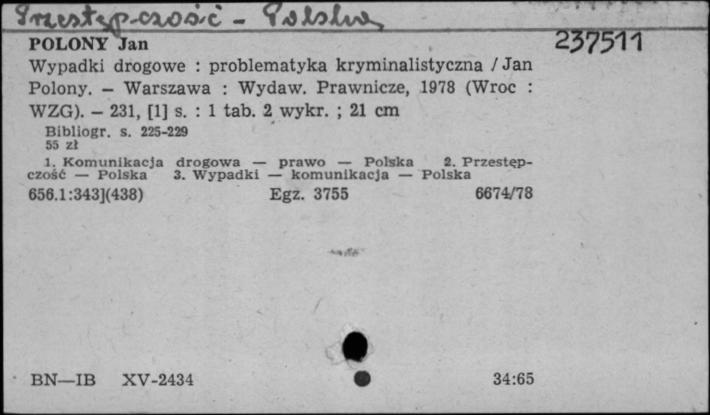 Przestępczość - Polska
237511
POLONY Jan
Wypadki drogowe : problematyka kryminalistyczna / Jan
Polony. — Warszawa : Wydaw. Prawnicze, 1978 (Wroc :
WZG). — 231, [1] s. : 1 tab. 2 wykr. ; 21 cm
Bibliogr. s. 225-229
55 zł
1. Komunikacja drogowa — prawo — Polska 2. Przestęp-
czość — Polska 3. Wypadki — komunikacja — Polska
656.1:343](438) Egz. 3755 6674/78
BN—IB XV-2434 34:65